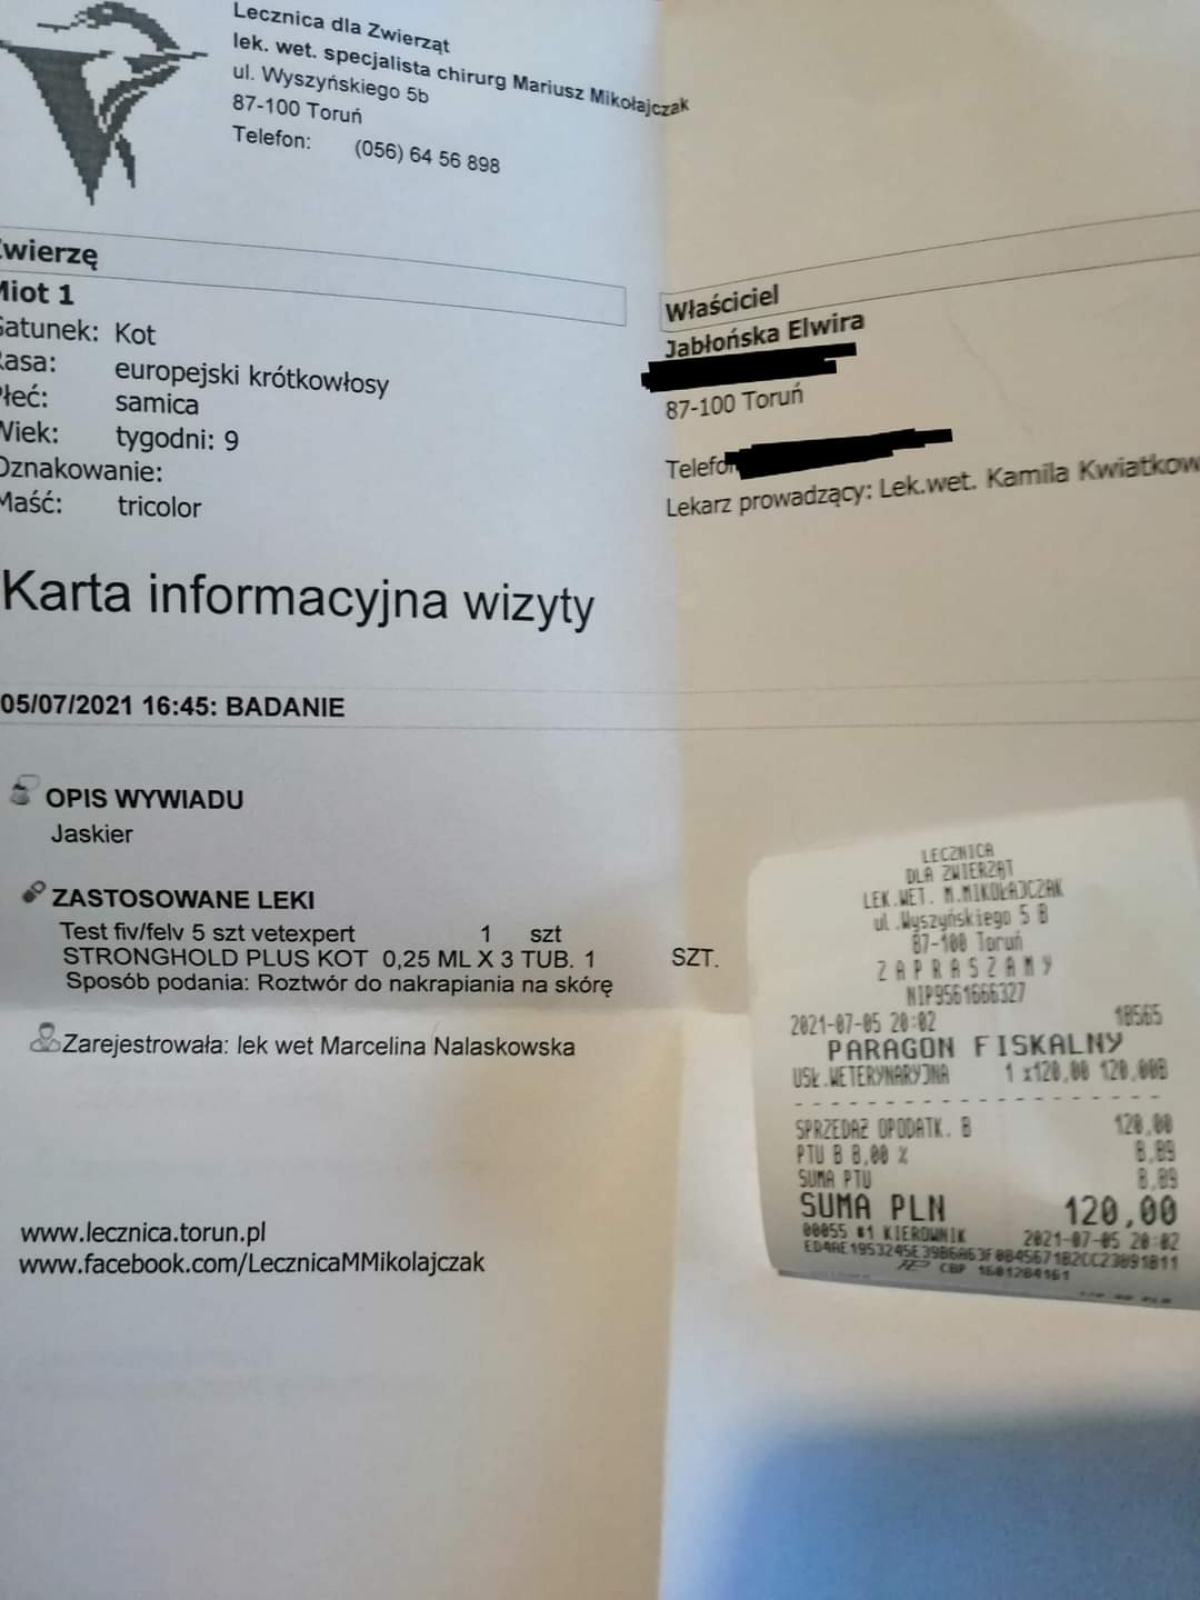 Lecznica dla Zwierząt
lek. wet. specjalista chirurg Mariusz Mikołajczak
ul. Wyszyńskiego 5b
87-100 Toruń
Telefon: (056) 64 56 898
Zwierzę
Miot 1
Gatunek: Kot
Rasa: europejski krótkowłosy
Płeć: samica
Wiek: tygodni: 9
Oznakowanie:
Maść: tricolor
Właściciel
Jabłońska Elwira
87-100 Toruń
Telefon
Lekarz prowadzący: Lek.wet. Kamila Kwiatkow
Karta informacyjna wizyty
05/07/2021 16:45: BADANIE
OPIS WYWIADU
Jaskier
ZASTOSOWANE LEKI
Test fiv/felv 5 szt vetexpert 1 szt
STRONGHOLD PLUS KOT 0,25 ML X 3 TUB. 1 SZT.
Sposób podania: Roztwór do nakrapiania na skórę
Zarejestrowała: lek wet Marcelina Nalaskowska
www.lecznica.torun.pl
www.facebook.com/LecznicaMMikolajczak
LECZNICA
DLA ZWIERZĄT
LEK.WET. M.MIKOŁAJCZAK
ul.Wyszyńskiego 5 B
87-100 Toruń
Z A P R A S Z A M Y
NIP9561666327
2021-07-05 20:02 18565
PARAGON FISKALNY
USŁ.WETERYNARYJNA 1 x120,00 120,00B
SPRZEDAŻ OPODATK. B 120,00
PTU B 8,00 % 8,89
SUMA PTU 8,89
SUMA PLN 120,00
00055 #1 KIEROWNIK 2021-07-05 20:02
CBP 1601284161